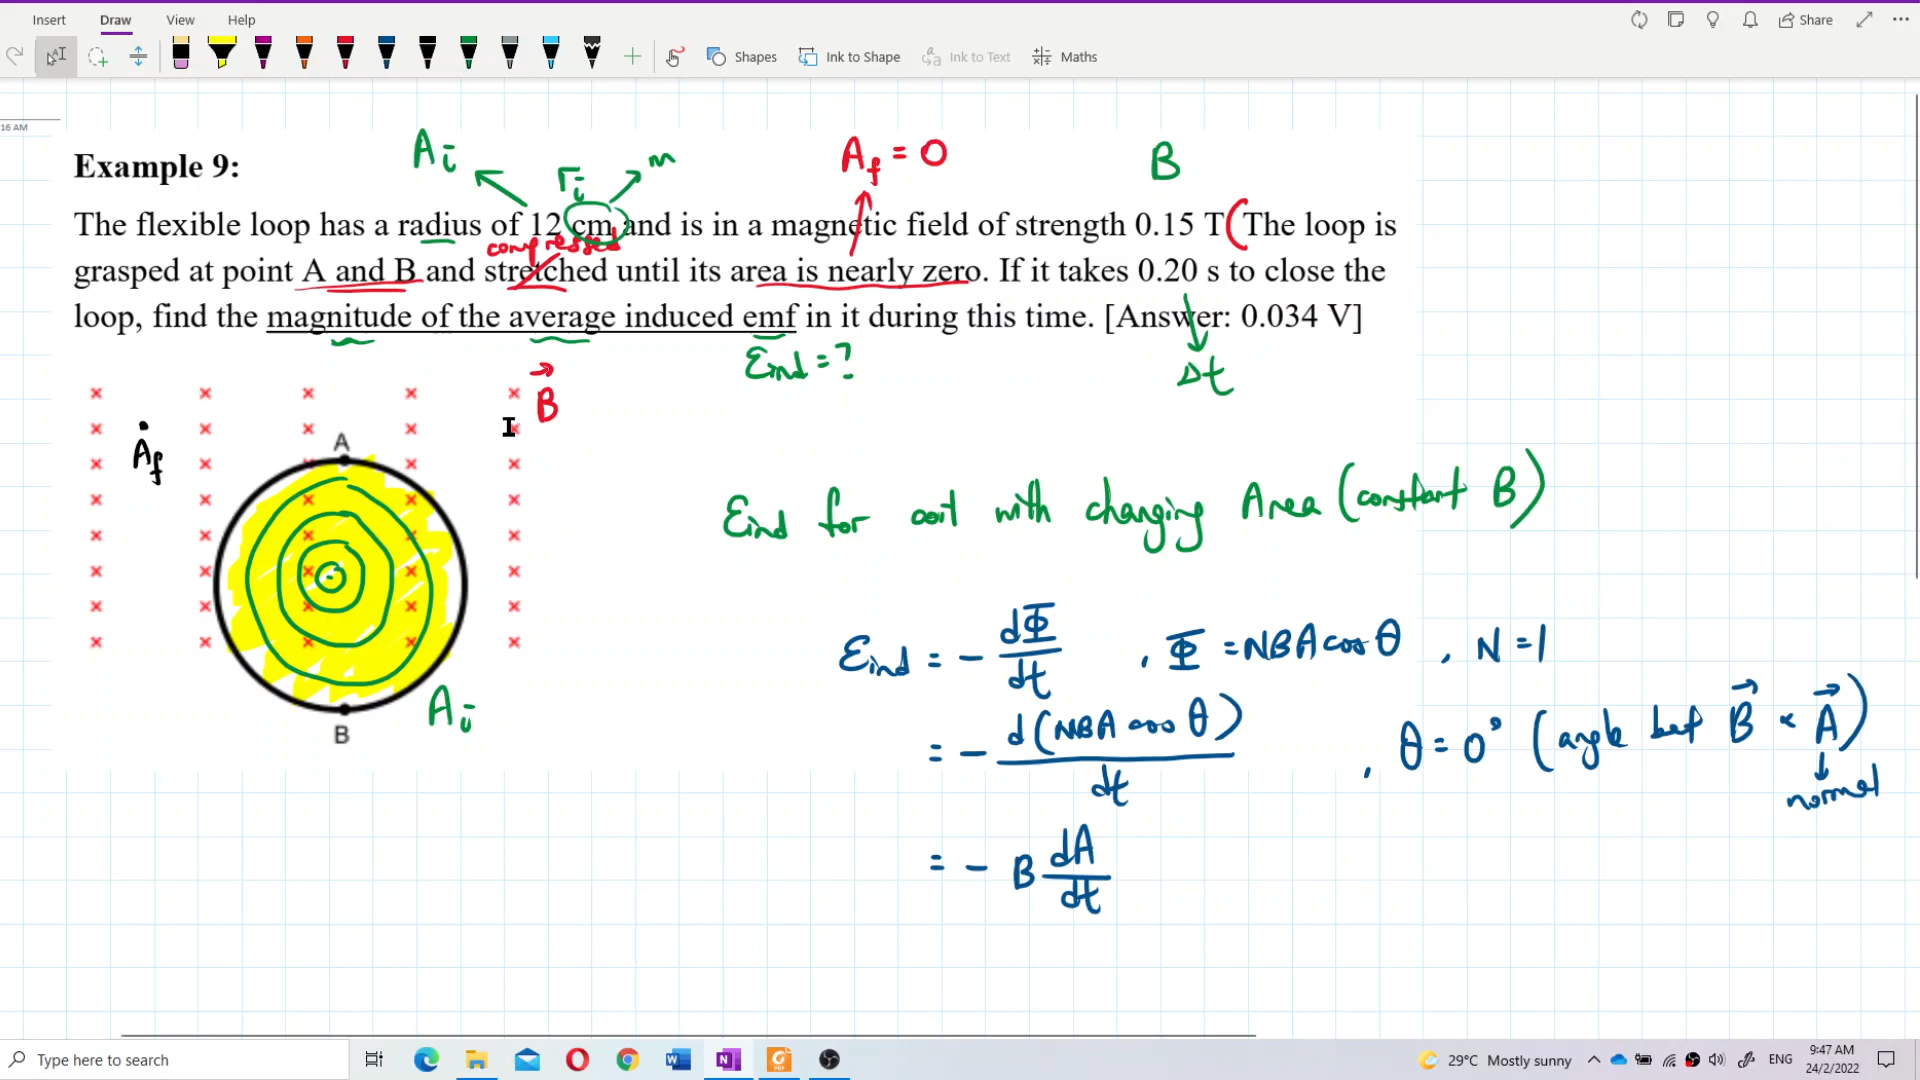 Insert Draw View Help
Share
Shapes Ink to Shape Ink to Text Maths
16 AM
Ai ri m Af = 0 B
Example 9:
The flexible loop has a radius of 12 cm and is in a magnetic field of strength 0.15 T (The loop is
compressed
grasped at point A and B and stretched until its area is nearly zero. If it takes 0.20 s to close the
loop, find the magnitude of the average induced emf in it during this time. [Answer: 0.034 V]
Eind = ?
Δt
B
Af
A
Eind for coil with changing Area (constant B)
Eind = - dΦ/dt , Φ = NBA cos θ , N = 1
= - d(NBA cos θ)/dt , θ = 0° (angle bet B & A)
normal
Ai
B
= - B dA/dt
Type here to search
29°C Mostly sunny
ENG
9:47 AM
24/2/2022